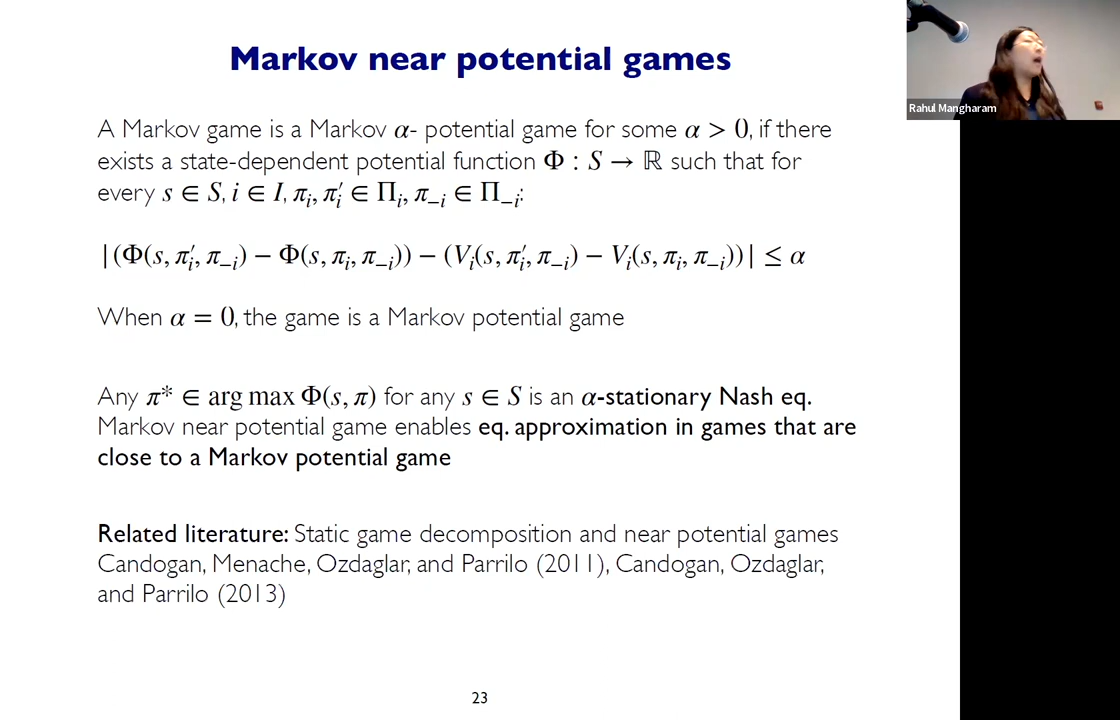 Markov near potential games
Rahul Mangharam
A Markov game is a Markov α- potential game for some α > 0, if there
exists a state-dependent potential function Φ : S → ℝ such that for
every s ∈ S, i ∈ I, πᵢ, πᵢ′ ∈ Πᵢ, π₋ᵢ ∈ Π₋ᵢ:
|(Φ(s, πᵢ′, π₋ᵢ) − Φ(s, πᵢ, π₋ᵢ)) − (Vᵢ(s, πᵢ′, π₋ᵢ) − Vᵢ(s, πᵢ, π₋ᵢ))| ≤ α
When α = 0, the game is a Markov potential game
Any π* ∈ arg max Φ(s, π) for any s ∈ S is an α-stationary Nash eq.
Markov near potential game enables eq. approximation in games that are
close to a Markov potential game
Related literature: Static game decomposition and near potential games
Candogan, Menache, Ozdaglar, and Parrilo (2011), Candogan, Ozdaglar,
and Parrilo (2013)
23